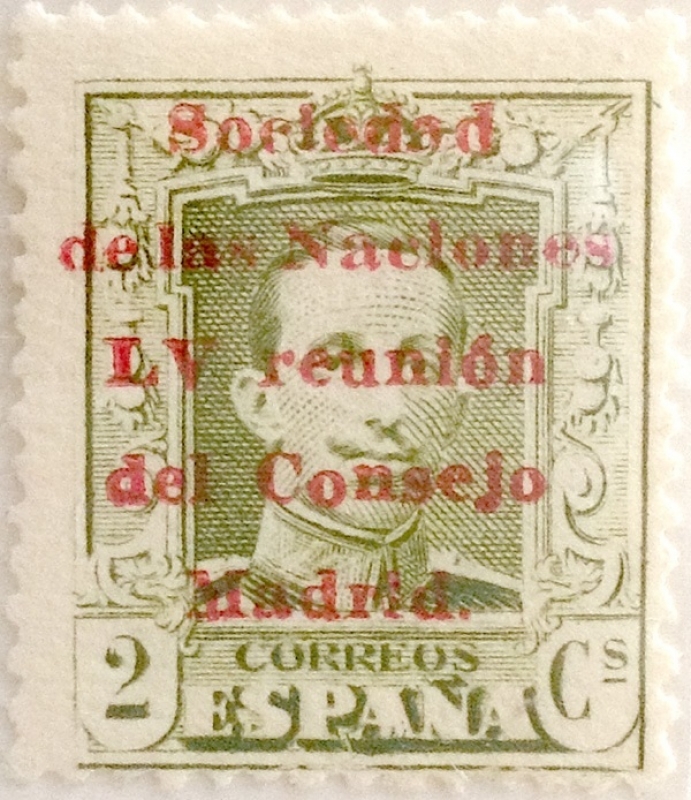 Sociedad
de las Naciones
LV reunión
del Consejo
Madrid.
CORREOS
2 ESPAÑA Cs